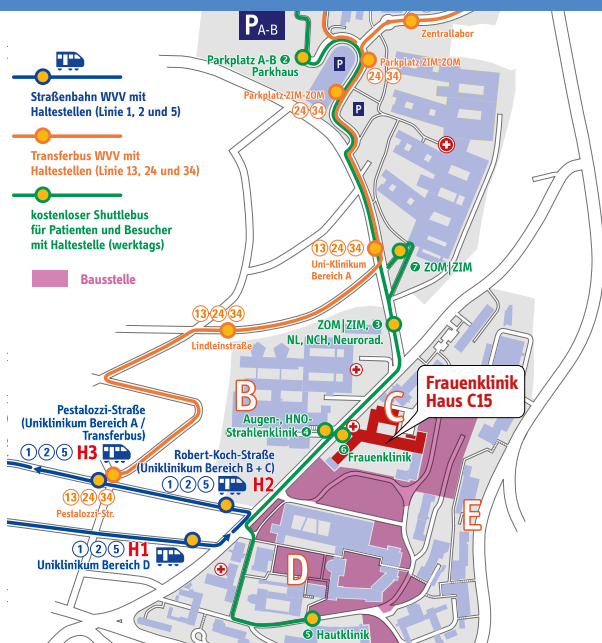 PA-B
Zentrallabor
Parkplatz A-B 2
Parkhaus
P
Parkplatz ZIM-ZOM
24 34
Parkplatz-ZIM-ZOM
24 34
P
Straßenbahn WVV mit
Haltestellen (Linie 1, 2 und 5)
Transferbus WVV mit
Haltestellen (Linie 13, 24 und 34)
kostenloser Shuttlebus
für Patienten und Besucher
mit Haltestelle (werktags)
Baustelle
13 24 34
Uni-Klinikum
Bereich A
7 ZOM|ZIM
13 24 34
Lindleinstraße
ZOM|ZIM, 3
NL, NCH, Neurorad.
B
C
Frauenklinik
Haus C15
Augen-, HNO-
Strahlenklinik 4
6
Frauenklinik
Pestalozzi-Straße
(Uniklinikum Bereich A /
Transferbus)
1 2 5 H3
13 24 34
Pestalozzi-Str.
Robert-Koch-Straße
(Uniklinikum Bereich B + C)
1 2 5 H2
E
1 2 5 H1
Uniklinikum Bereich D
D
5 Hautklinik